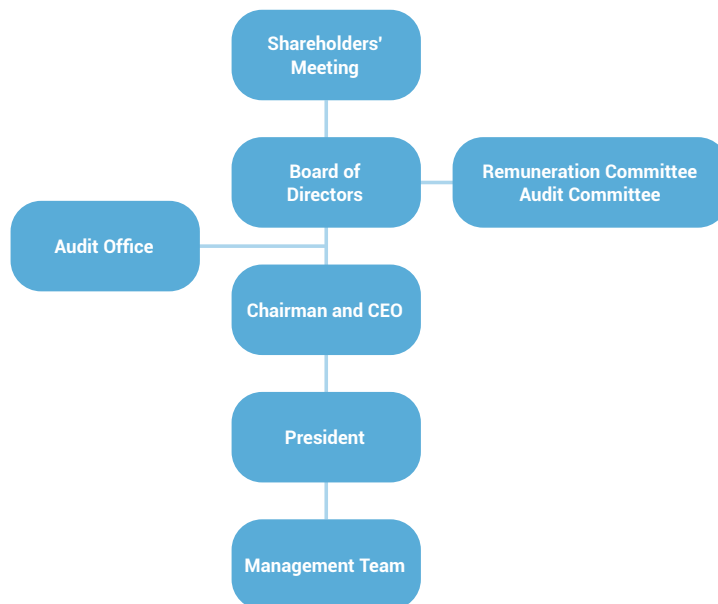 Shareholders'
Meeting
Board of
Directors
Remuneration Committee
Audit Committee
Audit Office
Chairman and CEO
President
Management Team